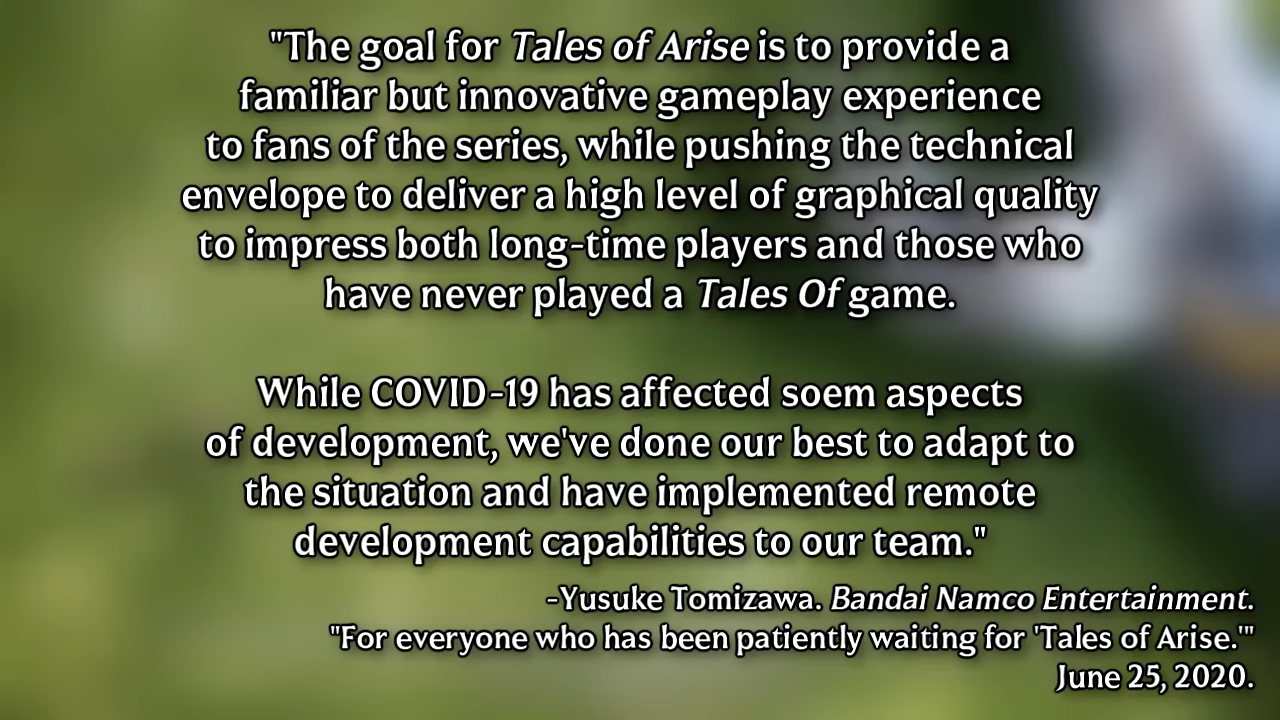 "The goal for Tales of Arise is to provide a
familiar but innovative gameplay experience
to fans of the series, while pushing the technical
envelope to deliver a high level of graphical quality
to impress both long-time players and those who
have never played a Tales Of game.
While COVID-19 has affected soem aspects
of development, we've done our best to adapt to
the situation and have implemented remote
development capabilities to our team."
-Yusuke Tomizawa. Bandai Namco Entertainment.
"For everyone who has been patiently waiting for 'Tales of Arise.'"
June 25, 2020.